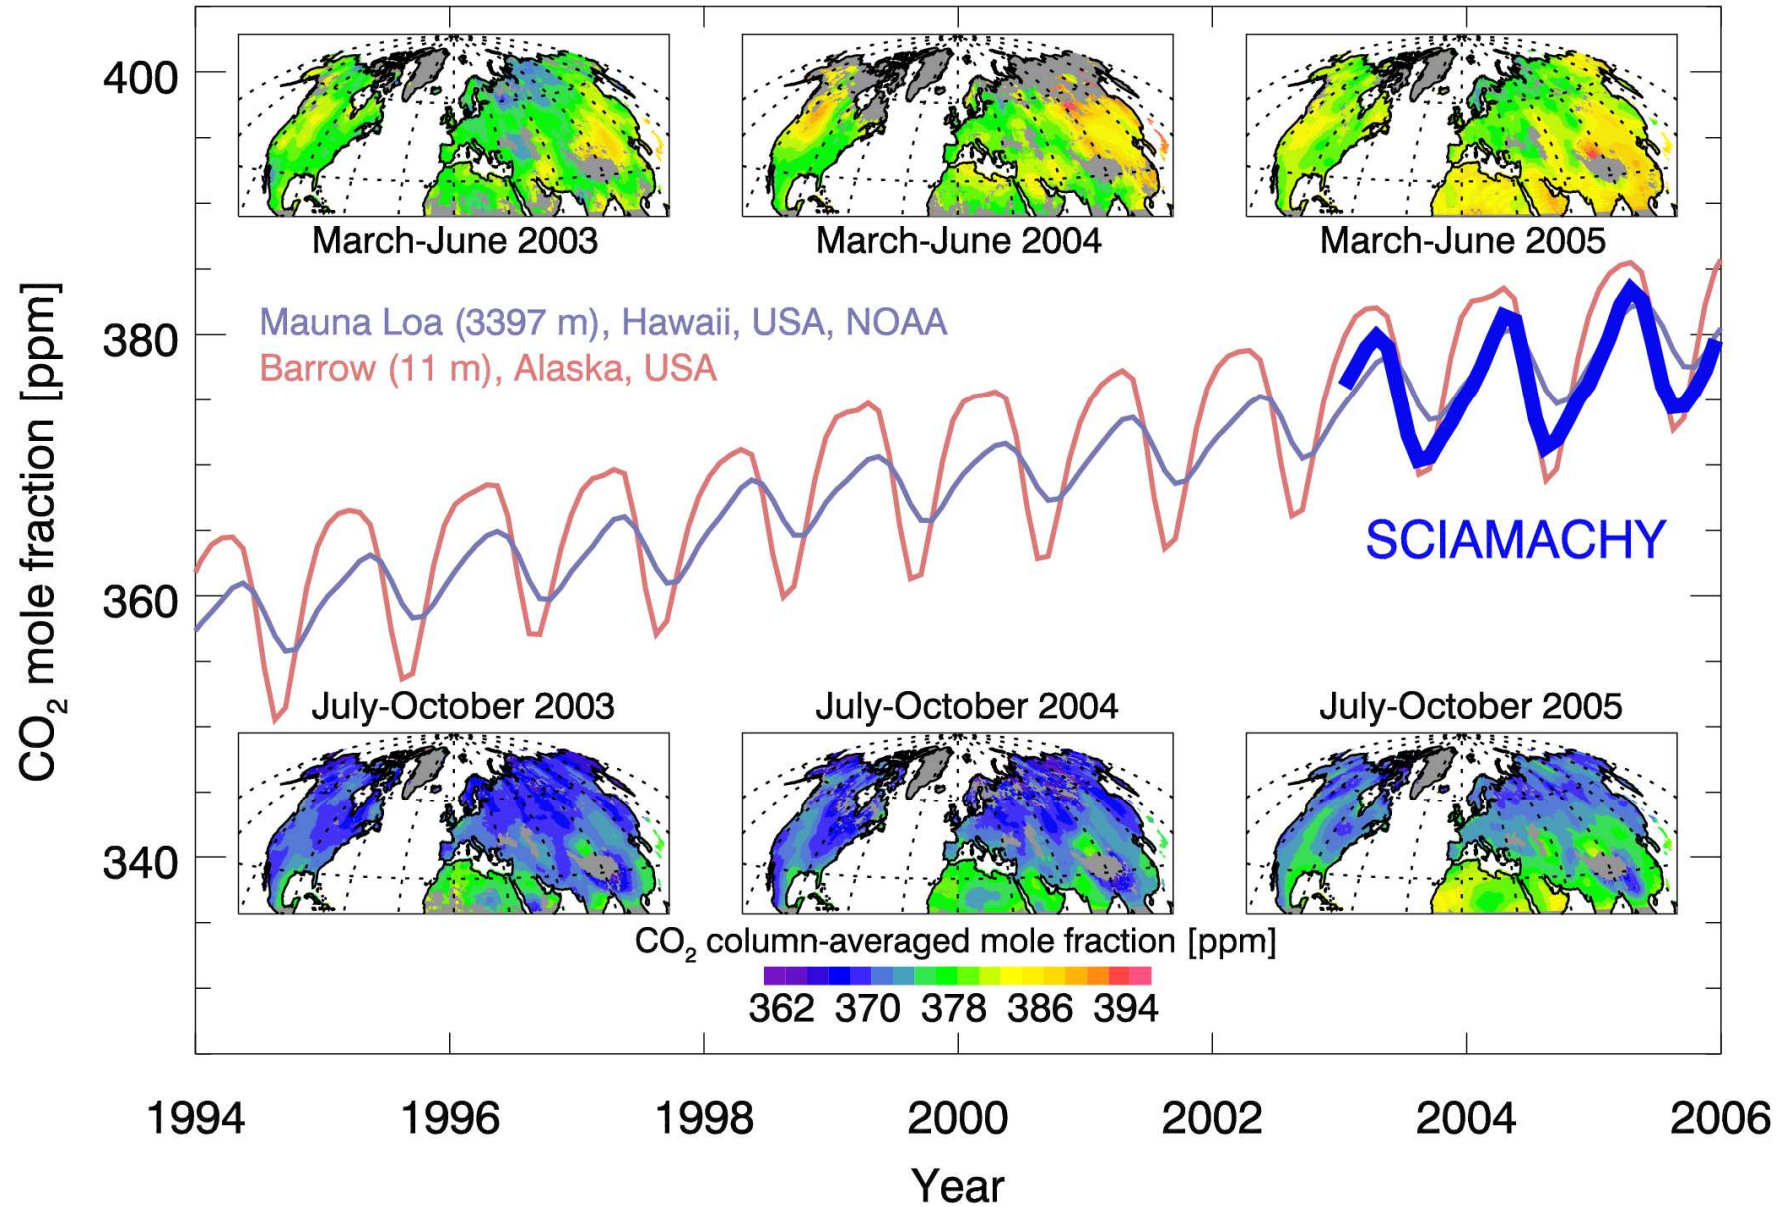 March-June 2003
March-June 2004
March-June 2005
Mauna Loa (3397 m), Hawaii, USA, NOAA
Barrow (11 m), Alaska, USA
SCIAMACHY
July-October 2003
July-October 2004
July-October 2005
CO₂ column-averaged mole fraction [ppm]
362 370 378 386 394
CO₂ mole fraction [ppm]
400
380
360
340
1994 1996 1998 2000 2002 2004 2006
Year